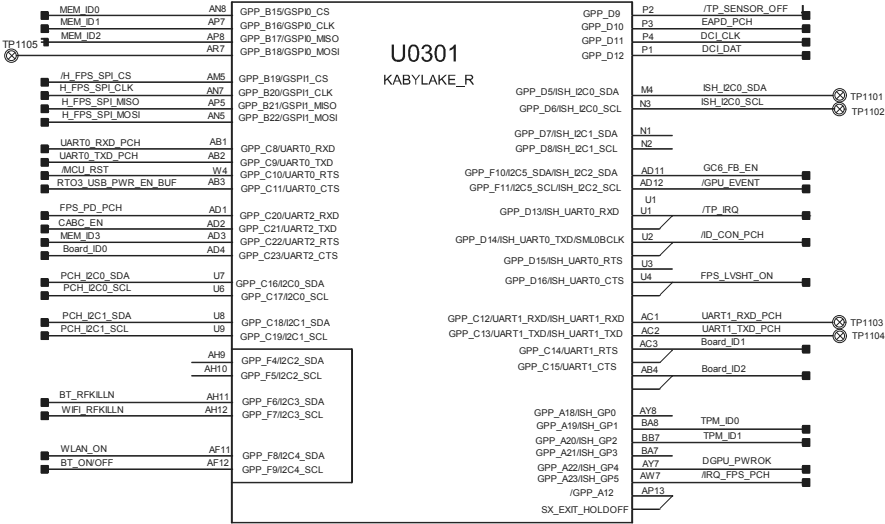 MEM_ID0 AN8 GPP_B15/GSPI0_CS
MEM_ID1 AP7 GPP_B16/GSPI0_CLK
MEM_ID2 AP8 GPP_B17/GSPI0_MISO
TP1105 AR7 GPP_B18/GSPI0_MOSI
/H_FPS_SPI_CS AM5 GPP_B19/GSPI1_CS
H_FPS_SPI_CLK AN7 GPP_B20/GSPI1_CLK
H_FPS_SPI_MISO AP5 GPP_B21/GSPI1_MISO
H_FPS_SPI_MOSI AN5 GPP_B22/GSPI1_MOSI
UART0_RXD_PCH AB1 GPP_C8/UART0_RXD
UART0_TXD_PCH AB2 GPP_C9/UART0_TXD
/MCU_RST W4 GPP_C10/UART0_RTS
RTO3_USB_PWR_EN_BUF AB3 GPP_C11/UART0_CTS
FPS_PD_PCH AD1 GPP_C20/UART2_RXD
CABC_EN AD2 GPP_C21/UART2_TXD
MEM_ID3 AD3 GPP_C22/UART2_RTS
Board_ID0 AD4 GPP_C23/UART2_CTS
PCH_I2C0_SDA U7 GPP_C16/I2C0_SDA
PCH_I2C0_SCL U6 GPP_C17/I2C0_SCL
PCH_I2C1_SDA U8 GPP_C18/I2C1_SDA
PCH_I2C1_SCL U9 GPP_C19/I2C1_SCL
AH9 GPP_F4/I2C2_SDA
AH10 GPP_F5/I2C2_SCL
BT_RFKILLN AH11 GPP_F6/I2C3_SDA
WIFI_RFKILLN AH12 GPP_F7/I2C3_SCL
WLAN_ON AF11 GPP_F8/I2C4_SDA
BT_ON/OFF AF12 GPP_F9/I2C4_SCL
U0301
KABYLAKE_R
GPP_D9 P2 /TP_SENSOR_OFF
GPP_D10 P3 EAPD_PCH
GPP_D11 P4 DCI_CLK
GPP_D12 P1 DCI_DAT
GPP_D5/ISH_I2C0_SDA M4 ISH_I2C0_SDA TP1101
GPP_D6/ISH_I2C0_SCL N3 ISH_I2C0_SCL TP1102
GPP_D7/ISH_I2C1_SDA N1
GPP_D8/ISH_I2C1_SCL N2
GPP_F10/I2C5_SDA/ISH_I2C2_SDA AD11 GC6_FB_EN
GPP_F11/I2C5_SCL/ISH_I2C2_SCL AD12 /GPU_EVENT
U1
GPP_D13/ISH_UART0_RXD U1 /TP_IRQ
GPP_D14/ISH_UART0_TXD/SML0BCLK U2 /ID_CON_PCH
GPP_D15/ISH_UART0_RTS U3
GPP_D16/ISH_UART0_CTS U4 FPS_LVSHT_ON
GPP_C12/UART1_RXD/ISH_UART1_RXD AC1 UART1_RXD_PCH TP1103
GPP_C13/UART1_TXD/ISH_UART1_TXD AC2 UART1_TXD_PCH TP1104
GPP_C14/UART1_RTS AC3 Board_ID1
GPP_C15/UART1_CTS AB4 Board_ID2
GPP_A18/ISH_GP0 AY8
GPP_A19/ISH_GP1 BA8 TPM_ID0
GPP_A20/ISH_GP2 BB7 TPM_ID1
GPP_A21/ISH_GP3 BA7
GPP_A22/ISH_GP4 AY7 DGPU_PWROK
GPP_A23/ISH_GP5 AW7 /IRQ_FPS_PCH
/GPP_A12 AP13
SX_EXIT_HOLDOFF